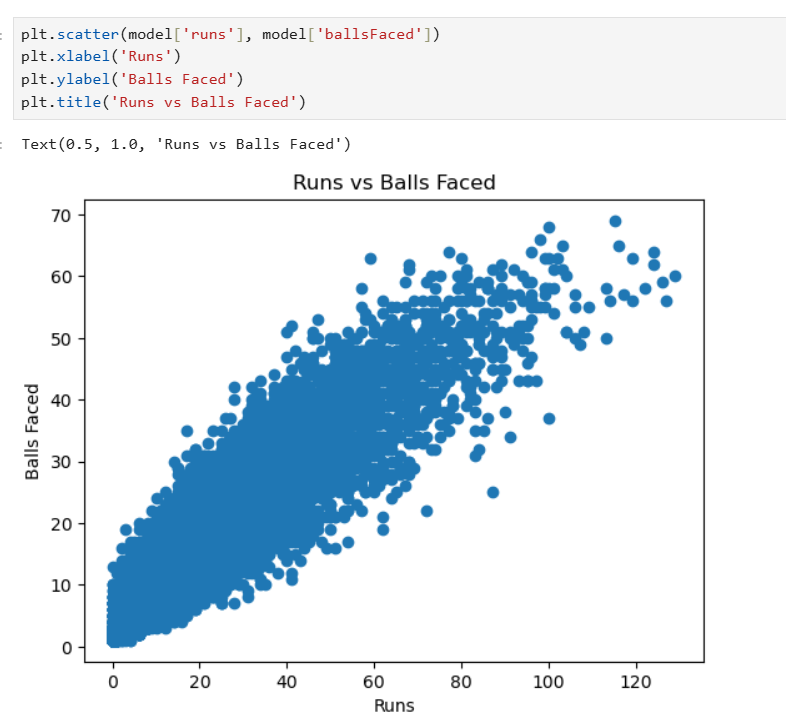 plt.scatter(model['runs'], model['ballsFaced'])
plt.xlabel('Runs')
plt.ylabel('Balls Faced')
plt.title('Runs vs Balls Faced')
Text(0.5, 1.0, 'Runs vs Balls Faced')
Runs vs Balls Faced
70
60
50
40
30
20
10
0
Balls Faced
0 20 40 60 80 100 120
Runs